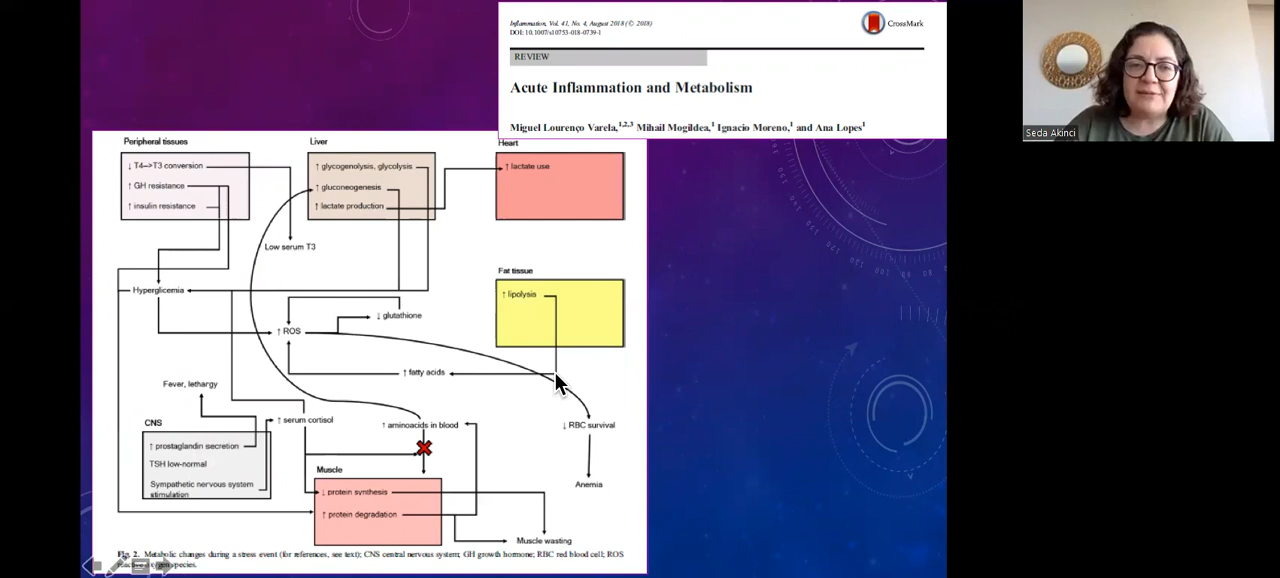 Inflammation, Vol. 41, No. 4, August 2018 (© 2018)
DOI: 10.1007/s10753-018-0739-1
CrossMark
REVIEW
Acute Inflammation and Metabolism
Miguel Lourenço Varela,1,2,3 Mihail Mogildea,1 Ignacio Moreno,1 and Ana Lopes1
Seda Akinci
Peripheral tissues
↓ T4-->T3 conversion
↑ GH resistance
↑ insulin resistance
Liver
↑ glycogenolysis, glycolysis
↑ gluconeogenesis
↑ lactate production
Heart
↑ lactate use
Low serum T3
Hyperglicemia
Fat tissue
↑ lipolysis
↓ glutathione
↑ ROS
↑ fatty acids
Fever, lethargy
CNS
↑ prostaglandin secretion
TSH low-normal
Sympathetic nervous system
stimulation
↑ serum cortisol
↑ aminoacids in blood
↓ RBC survival
Anemia
Muscle
↓ protein synthesis
↑ protein degradation
Muscle wasting
Fig. 2. Metabolic changes during a stress event (for references, see text); CNS central nervous system; GH growth hormone; RBC red blood cell; ROS
reactive oxygen species.
130
120
110
100